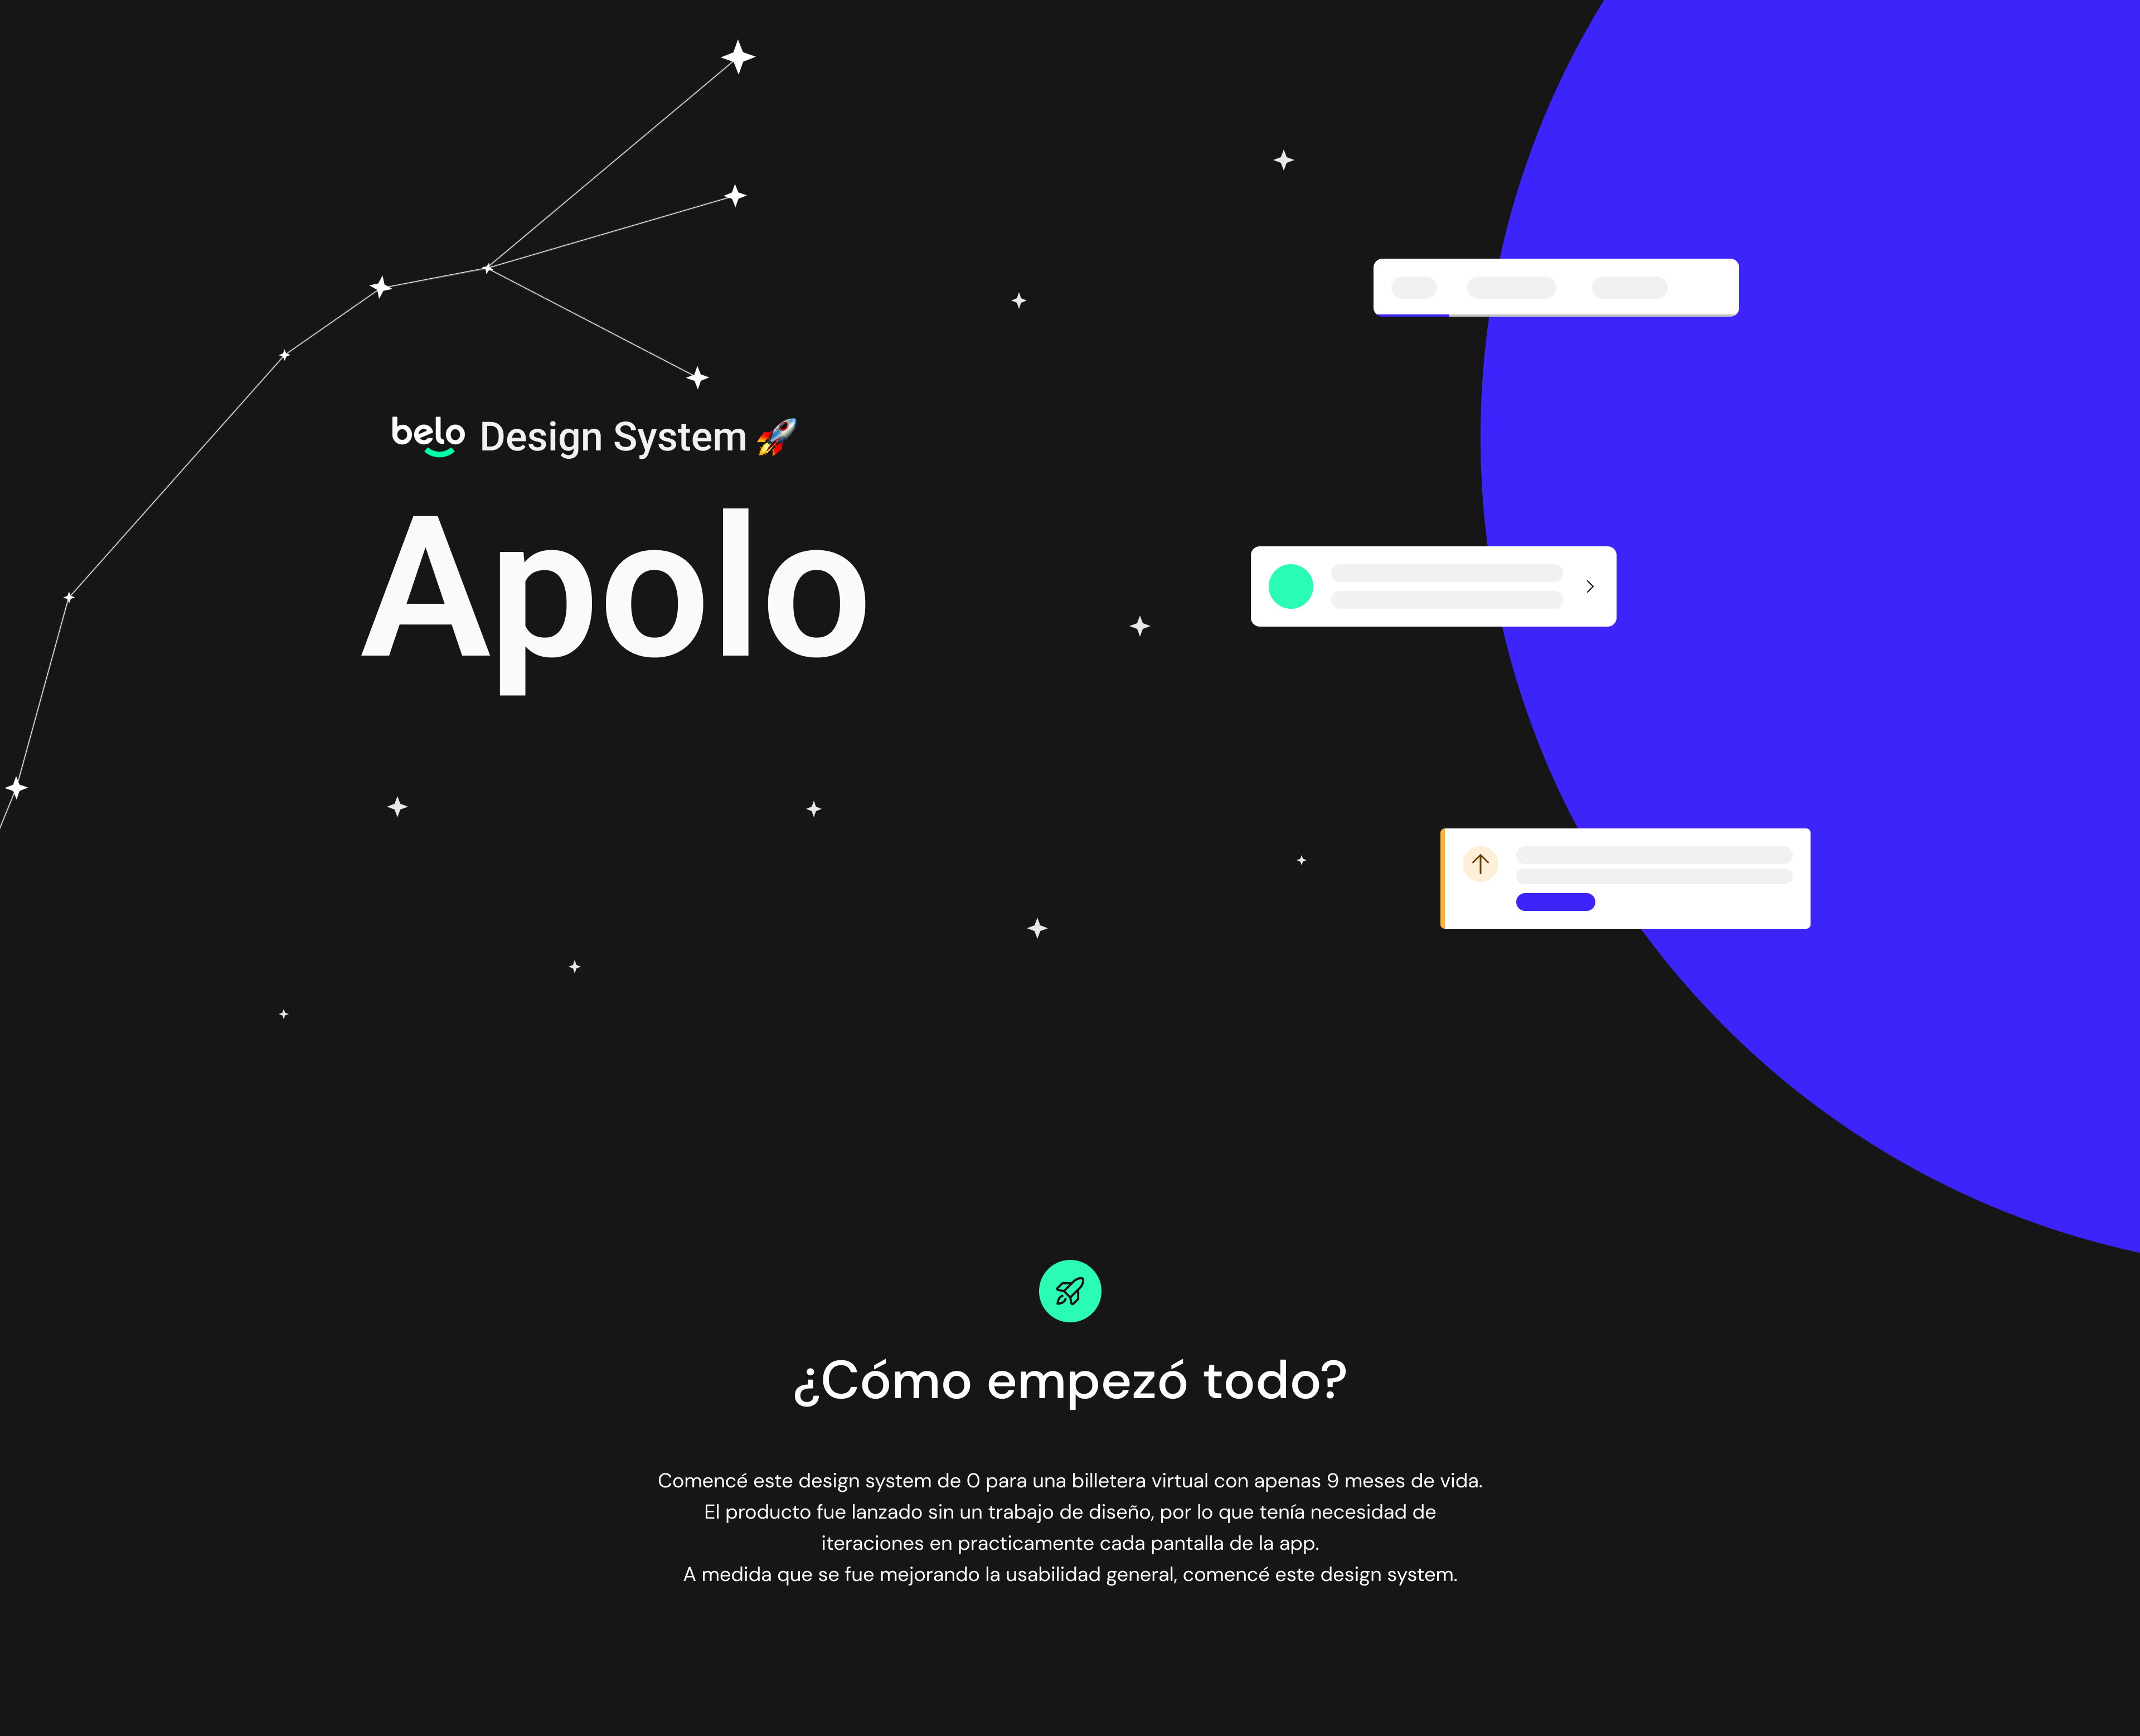 belo Design System 🚀
Apolo
¿Cómo empezó todo?
Comencé este design system de 0 para una billetera virtual con apenas 9 meses de vida.
El producto fue lanzado sin un trabajo de diseño, por lo que tenía necesidad de
iteraciones en practicamente cada pantalla de la app.
A medida que se fue mejorando la usabilidad general, comencé este design system.